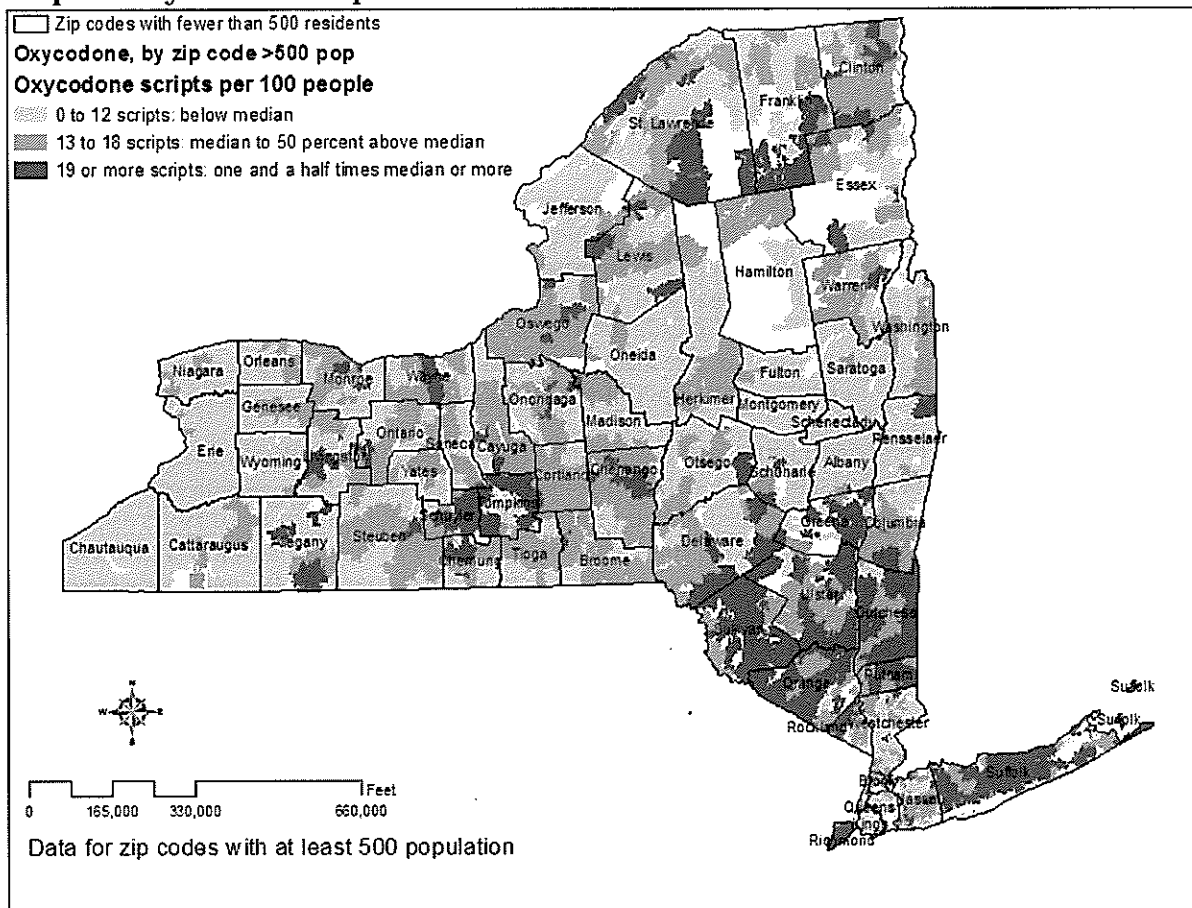 Zip codes with fewer than 500 residents
Oxycodone, by zip code >500 pop
Oxycodone scripts per 100 people
0 to 12 scripts: below median
13 to 18 scripts: median to 50 percent above median
19 or more scripts: one and a half times median or more
Clinton
Franklin
St. Lawrence
Essex
Jefferson
Lewis
Hamilton
Warren
Washington
Oswego
Oneida
Herkimer
Fulton
Saratoga
Niagara
Orleans
Monroe
Wayne
Onondaga
Madison
Montgomery
Schenectady
Rensselaer
Genesee
Ontario
Seneca
Cayuga
Erie
Wyoming
Livingston
Yates
Cortland
Chenango
Otsego
Schoharie
Albany
Schuyler
Tompkins
Greene
Columbia
Chautauqua
Cattaraugus
Allegany
Steuben
Chemung
Tioga
Broome
Delaware
Ulster
Dutchess
Sullivan
Orange
Putnam
Rockland
Westchester
Suffolk
Suffolk
Suffolk
Bronx
Queens
Nassau
Kings
Richmond
N
W
E
S
Feet
0 165,000 330,000 660,000
Data for zip codes with at least 500 population